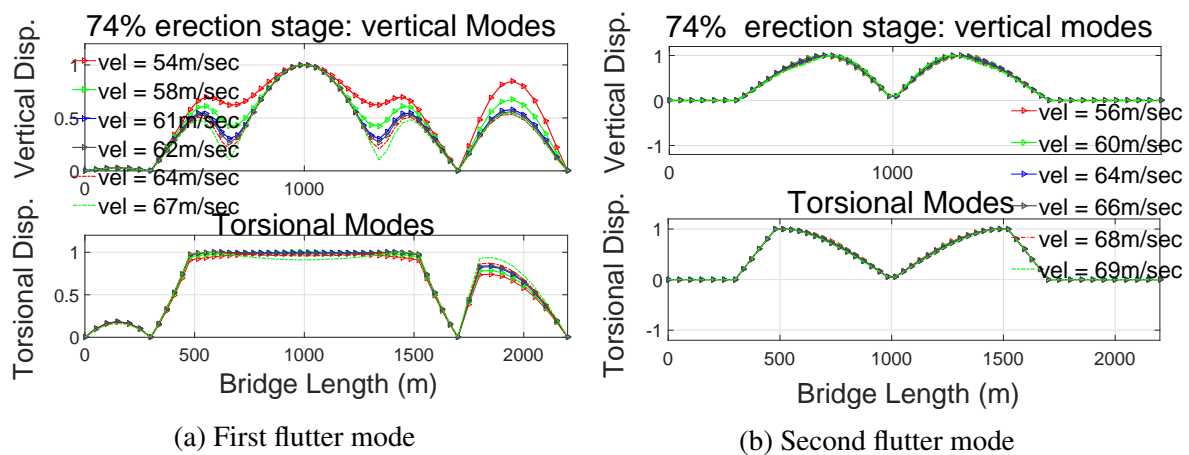 74% erection stage: vertical Modes
Vertical Disp.
1
0.5
0
vel = 54m/sec
vel = 58m/sec
vel = 61m/sec
vel = 62m/sec
vel = 64m/sec
vel = 67m/sec
0 1000
Torsional Modes
Torsional Disp.
1
0.5
0
0 500 1000 1500 2000
Bridge Length (m)
(a) First flutter mode
74%  erection stage: vertical modes
Vertical Disp.
1
0
-1
0 1000
vel = 56m/sec
vel = 60m/sec
vel = 64m/sec
vel = 66m/sec
vel = 68m/sec
vel = 69m/sec
Torsional Modes
Torsional Disp.
1
0
-1
0 500 1000 1500 2000
Bridge Length (m)
(b) Second flutter mode